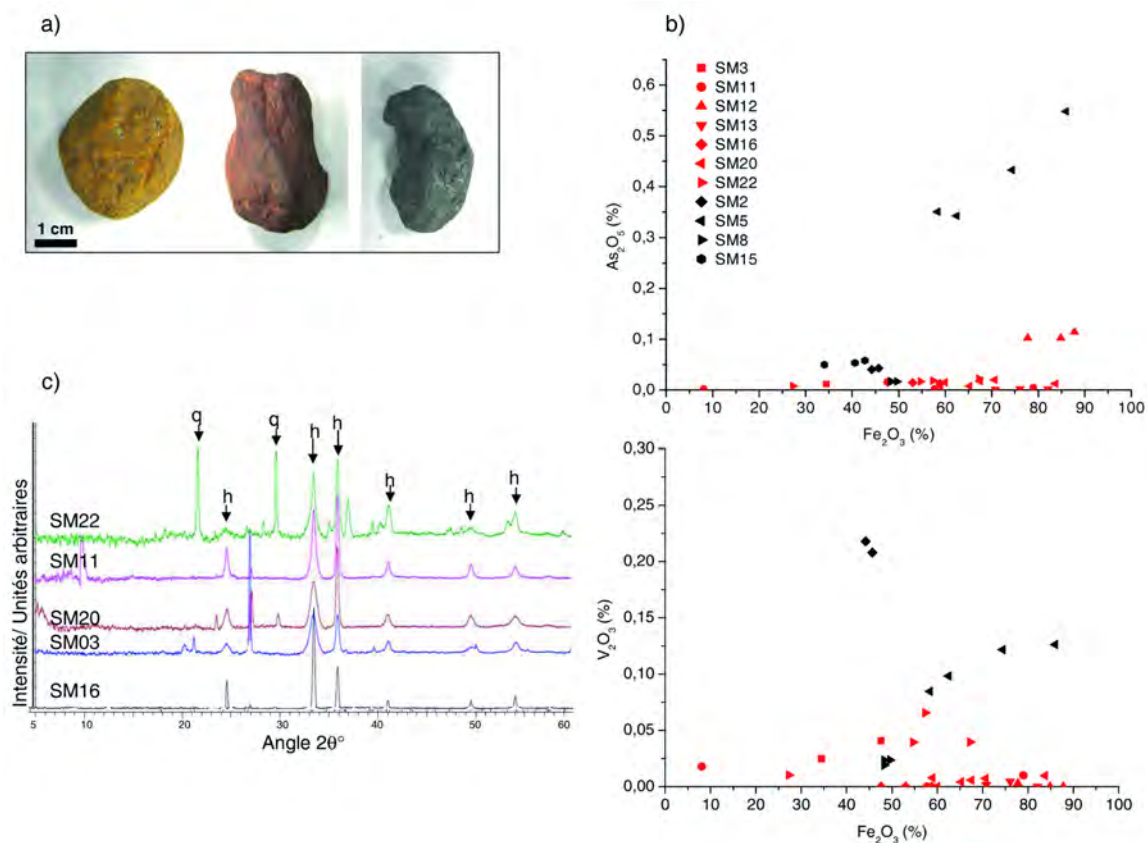 a)
1 cm
b)
SM3
SM11
SM12
SM13
SM16
SM20
SM22
SM2
SM5
SM8
SM15
0,6
0,5
0,4
0,3
0,2
0,1
0,0
As₂O₅ (%)
0 10 20 30 40 50 60 70 80 90 100
Fe₂O₃ (%)
c)
q q h h
h h h h
SM22
SM11
SM20
SM03
SM16
Intensité/ Unités arbitraires
5 10 20 30 40 50 60
Angle 2θ°
0,30
0,25
0,20
0,15
0,10
0,05
0,00
V₂O₃ (%)
0 10 20 30 40 50 60 70 80 90 100
Fe₂O₃ (%)